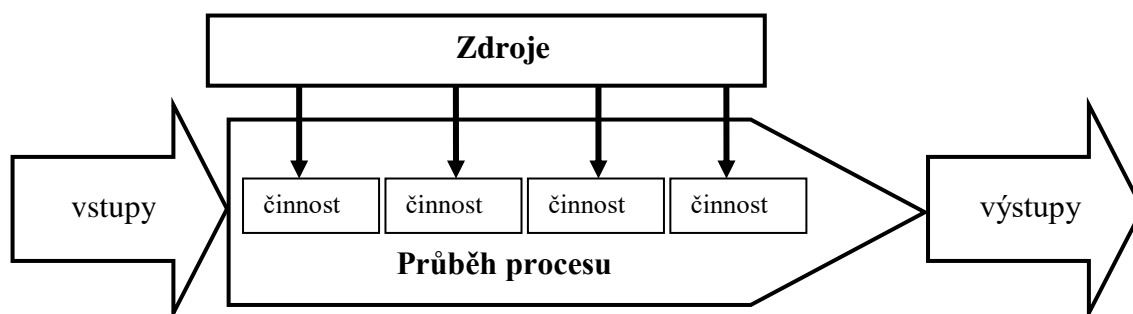 Zdroje
vstupy
činnost
činnost
činnost
činnost
výstupy
Průběh procesu